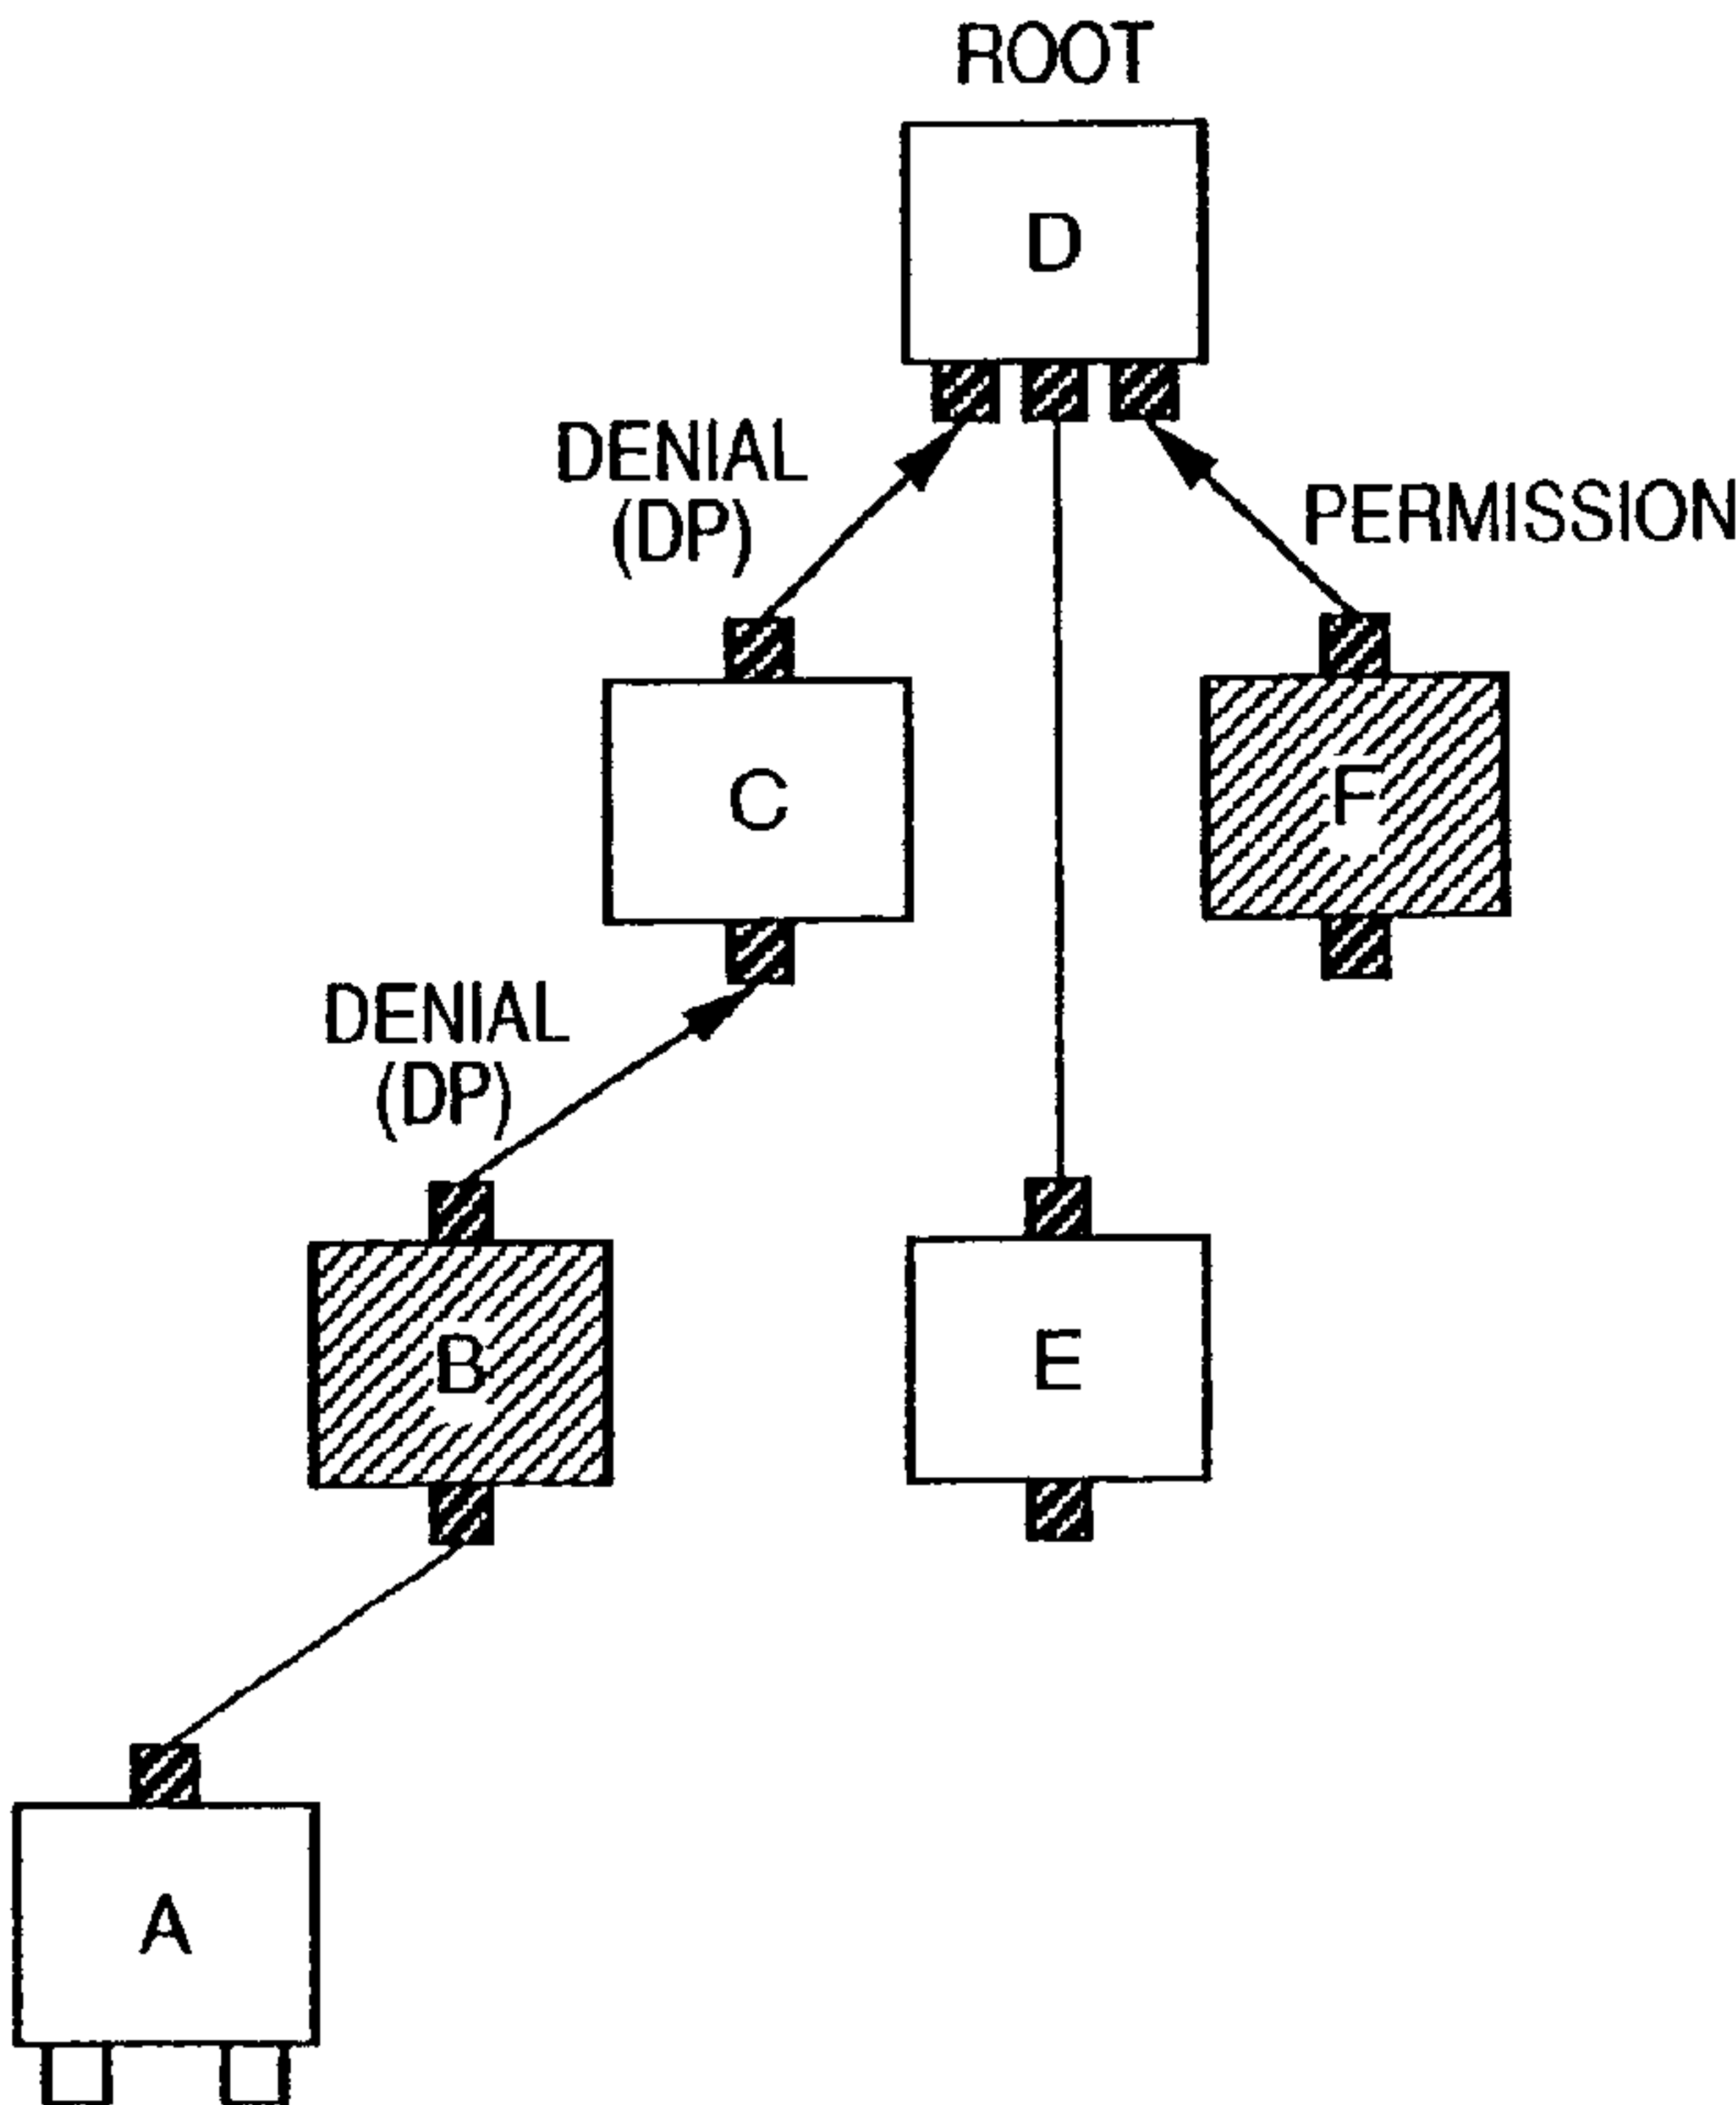 ROOT
D
DENIAL
(DP)
PERMISSION
C
F
DENIAL
(DP)
B
E
A